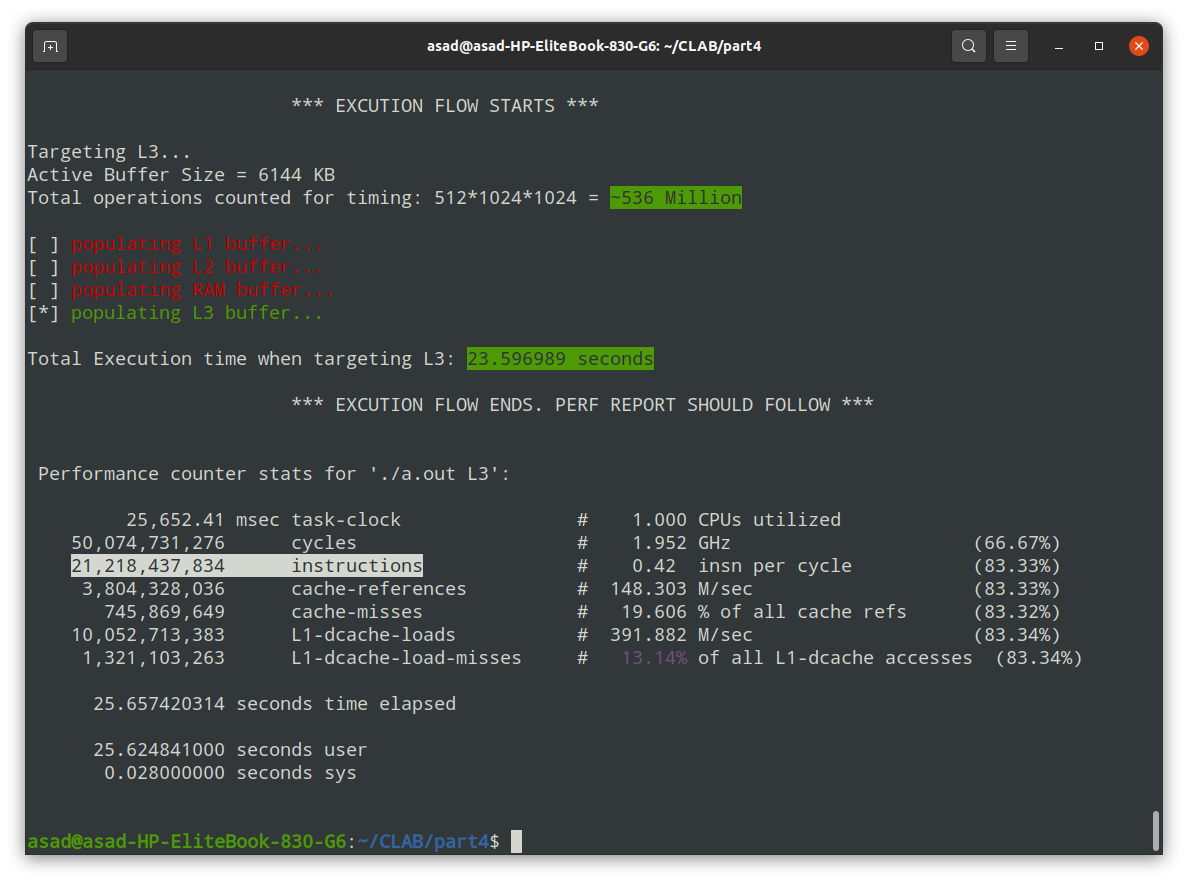 asad@asad-HP-EliteBook-830-G6: ~/CLAB/part4
*** EXCUTION FLOW STARTS ***
Targeting L3...
Active Buffer Size = 6144 KB
Total operations counted for timing: 512*1024*1024 = ~536 Million
[ ] populating L1 buffer...
[ ] populating L2 buffer...
[ ] populating RAM buffer...
[*] populating L3 buffer...
Total Execution time when targeting L3: 23.596989 seconds
*** EXCUTION FLOW ENDS. PERF REPORT SHOULD FOLLOW ***
Performance counter stats for './a.out L3':
25,652.41 msec task-clock # 1.000 CPUs utilized
50,074,731,276 cycles # 1.952 GHz (66.67%)
21,218,437,834 instructions # 0.42 insn per cycle (83.33%)
3,804,328,036 cache-references # 148.303 M/sec (83.33%)
745,869,649 cache-misses # 19.606 % of all cache refs (83.32%)
10,052,713,383 L1-dcache-loads # 391.882 M/sec (83.34%)
1,321,103,263 L1-dcache-load-misses # 13.14% of all L1-dcache accesses (83.34%)
25.657420314 seconds time elapsed
25.624841000 seconds user
0.028000000 seconds sys
asad@asad-HP-EliteBook-830-G6:~/CLAB/part4$